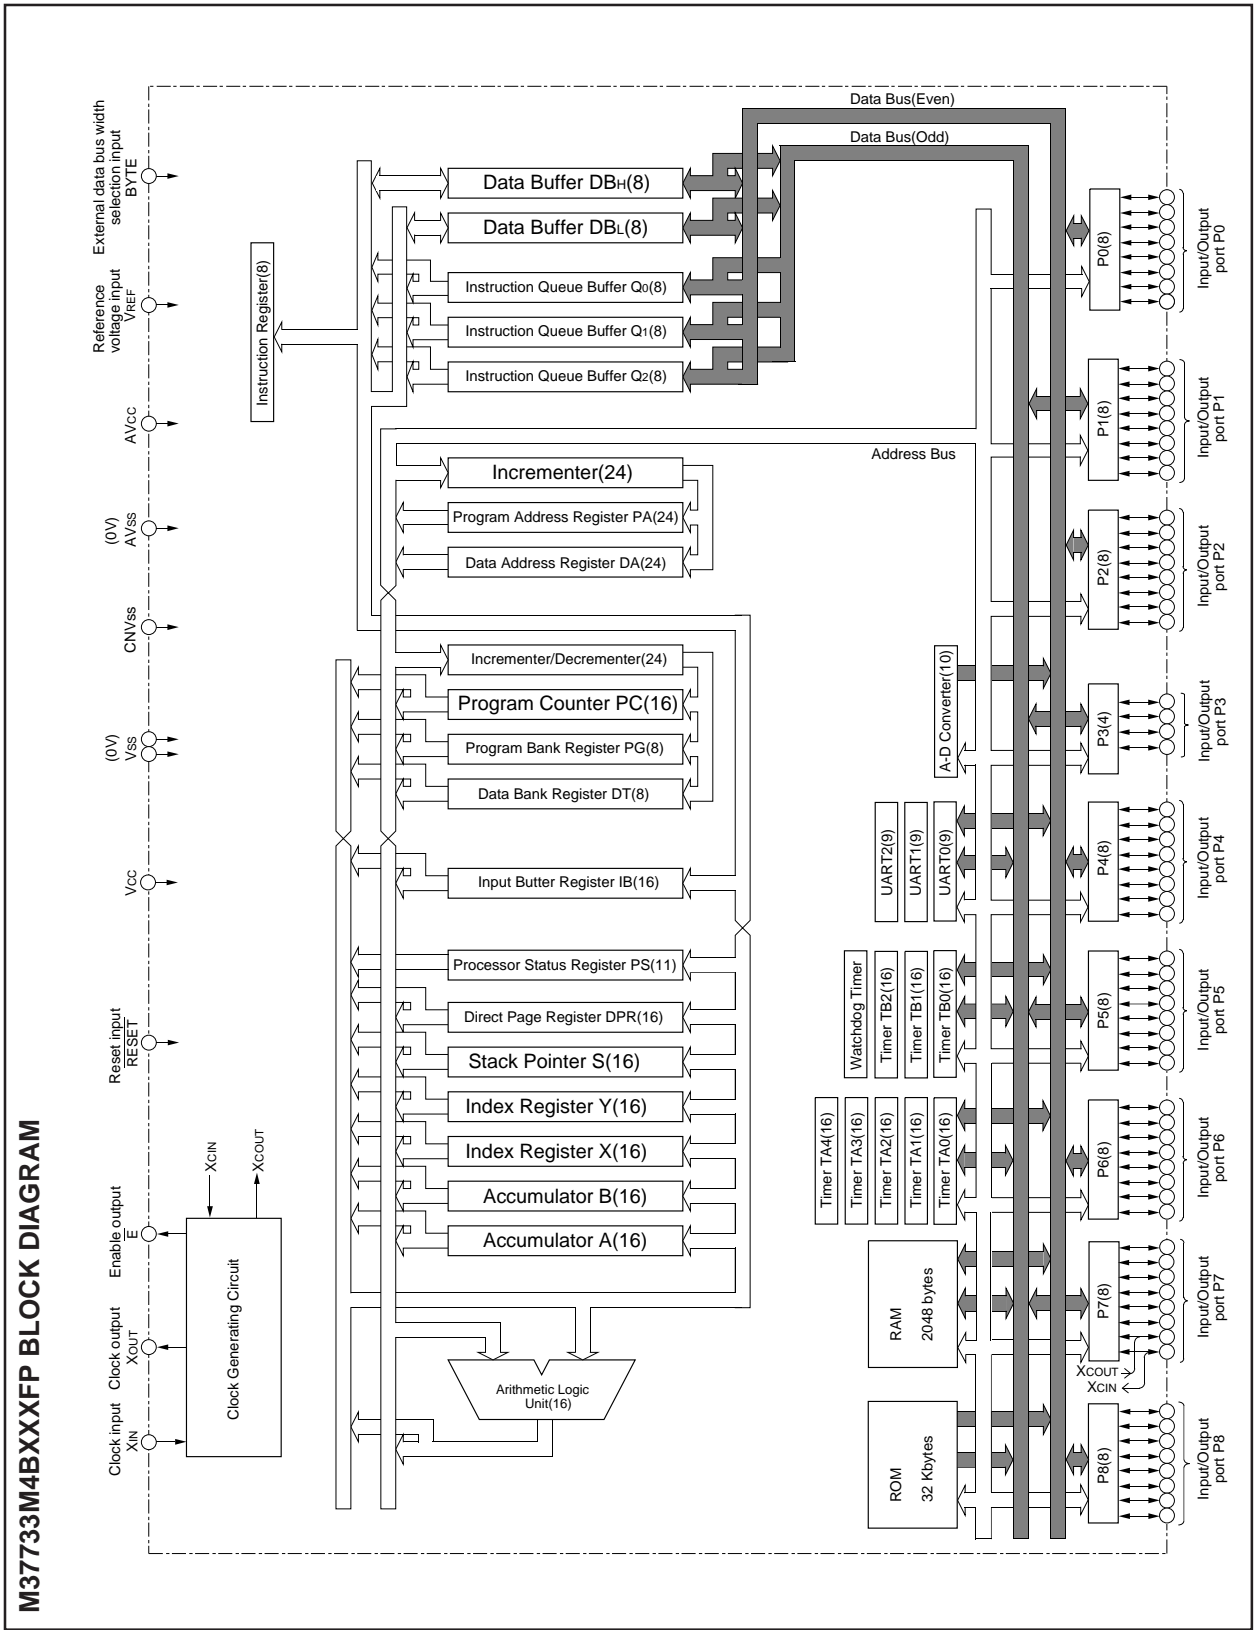 M37733M4BXXXFP BLOCK DIAGRAM
Clock input
XIN
Clock output
XOUT
Enable output
E
Reset input
RESET
VCC
(0V)
VSS
CNVSS
(0V)
AVSS
AVCC
Reference
voltage input
VREF
External data bus width
selection input
BYTE
Clock Generating Circuit
XCIN
XCOUT
Instruction Register(8)
Data Bus(Even)
Data Bus(Odd)
Data Buffer DBH(8)
Data Buffer DBL(8)
Instruction Queue Buffer Q0(8)
Instruction Queue Buffer Q1(8)
Instruction Queue Buffer Q2(8)
Address Bus
Incrementer(24)
Program Address Register PA(24)
Data Address Register DA(24)
Incrementer/Decrementer(24)
Program Counter PC(16)
Program Bank Register PG(8)
Data Bank Register DT(8)
Input Butter Register IB(16)
Processor Status Register PS(11)
Direct Page Register DPR(16)
Stack Pointer S(16)
Index Register Y(16)
Index Register X(16)
Accumulator B(16)
Accumulator A(16)
Arithmetic Logic
Unit(16)
A-D Converter(10)
UART2(9)
UART1(9)
UART0(9)
Watchdog Timer
Timer TB2(16)
Timer TB1(16)
Timer TB0(16)
Timer TA4(16)
Timer TA3(16)
Timer TA2(16)
Timer TA1(16)
Timer TA0(16)
RAM
2048 bytes
ROM
32 Kbytes
P0(8)
Input/Output
port P0
P1(8)
Input/Output
port P1
P2(8)
Input/Output
port P2
P3(4)
Input/Output
port P3
P4(8)
Input/Output
port P4
P5(8)
Input/Output
port P5
P6(8)
Input/Output
port P6
P7(8)
Input/Output
port P7
XCOUT
XCIN
P8(8)
Input/Output
port P8